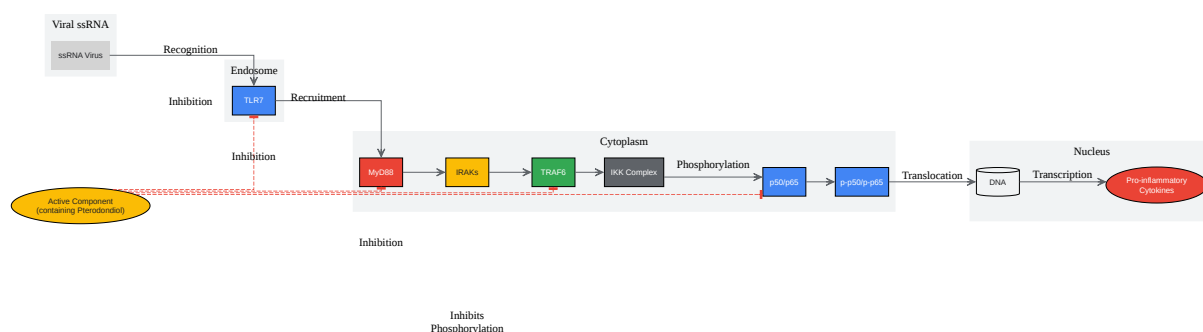 Viral ssRNA
ssRNA Virus
Recognition
Endosome
TLR7
Recruitment
Inhibition
Inhibition
Cytoplasm
MyD88
IRAKs
TRAF6
IKK Complex
Phosphorylation
p50/p65
p-p50/p-p65
Translocation
Nucleus
DNA
Transcription
Pro-inflammatory
Cytokines
Active Component
(containing Pterodondiol)
Inhibition
Inhibits
Phosphorylation